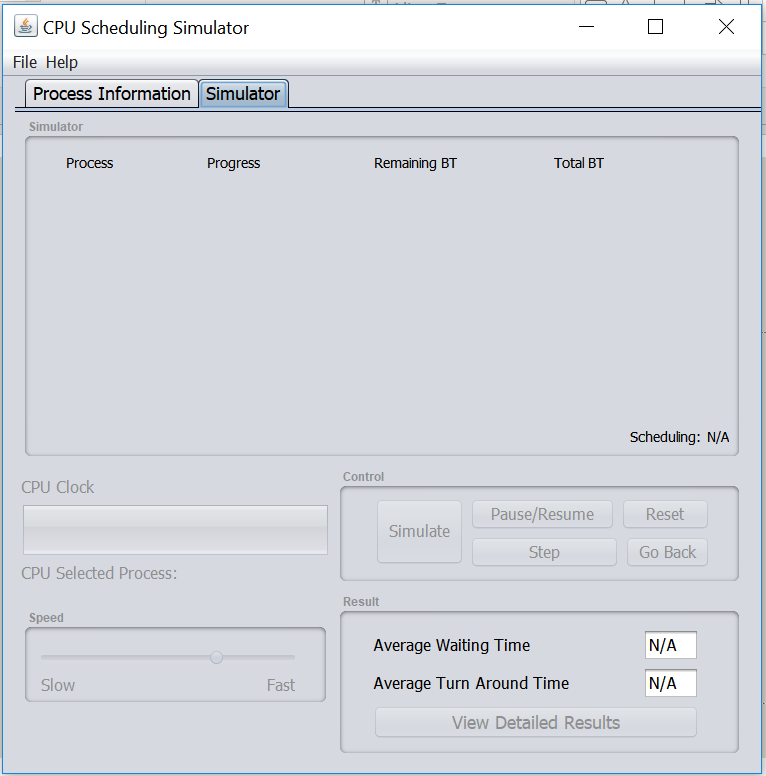 CPU Scheduling Simulator
File Help
Process Information Simulator
Simulator
Process Progress Remaining BT Total BT
Scheduling: N/A
CPU Clock
CPU Selected Process:
Speed
Slow Fast
Control
Simulate Pause/Resume Reset
Step Go Back
Result
Average Waiting Time N/A
Average Turn Around Time N/A
View Detailed Results